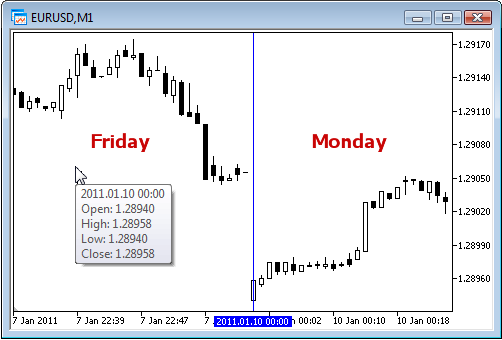 EURUSD,M1
1.29170
1.29140
1.29110
Friday
Monday
1.29080
1.29050
2011.01.10 00:00
Open: 1.28940
High: 1.28958
Low: 1.28940
Close: 1.28958
1.29020
1.28990
1.28960
7 Jan 2011 7 Jan 22:39 7 Jan 22:47 7 2011.01.10 00:00 00:02 10 Jan 00:10 10 Jan 00:18